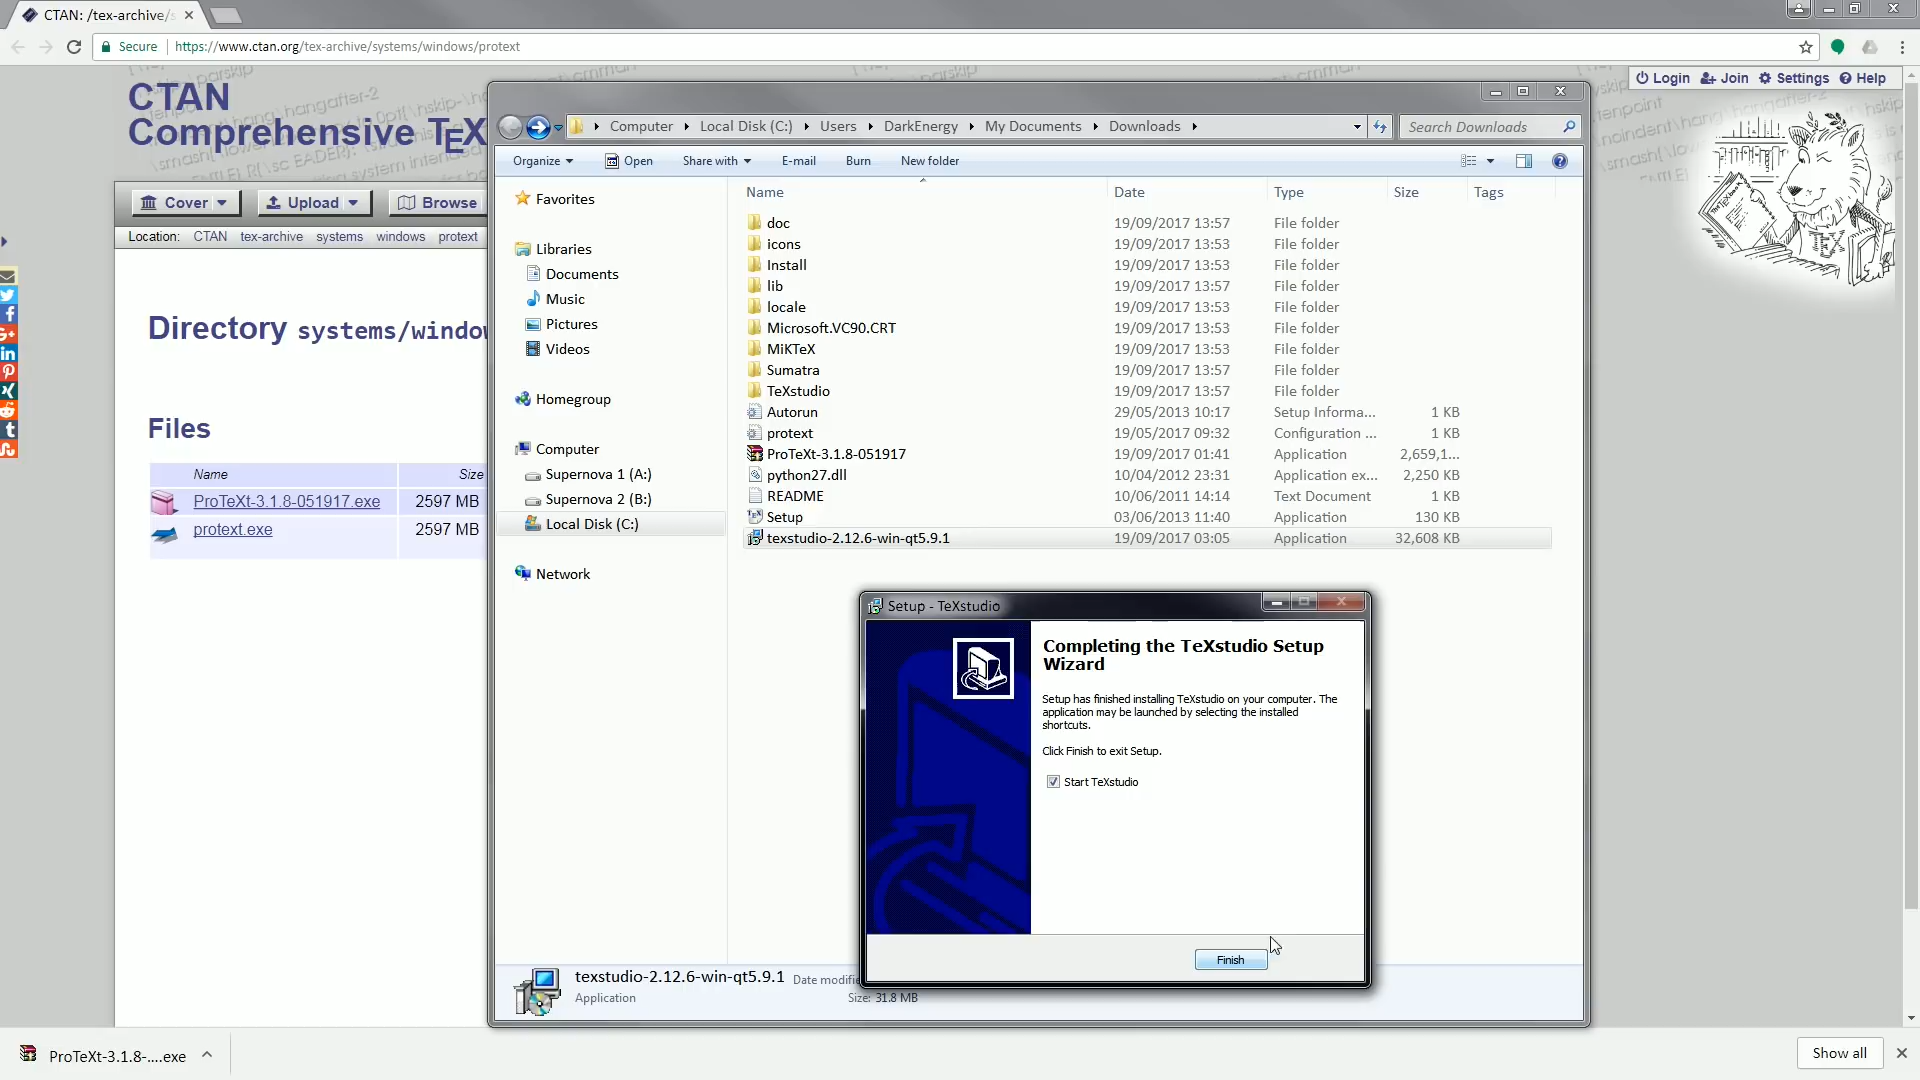 CTAN: /tex-archive/s
Secure
https://www.ctan.org/tex-archive/systems/windows/protext
Login
Join
Settings
Help
CTAN
Comprehensive TEX
Cover
Upload
Browse
Location: CTAN tex-archive systems windows protext
Directory systems/window
Files
Name Size
ProTeXt-3.1.8-051917.exe 2597 MB
protext.exe 2597 MB
Computer Local Disk (C:) Users DarkEnergy My Documents Downloads
Search Downloads
Organize Open Share with E-mail Burn New folder
Favorites
Libraries
Documents
Music
Pictures
Videos
Homegroup
Computer
Supernova 1 (A:)
Supernova 2 (B:)
Local Disk (C:)
Network
Name Date Type Size Tags
doc 19/09/2017 13:57 File folder
icons 19/09/2017 13:53 File folder
Install 19/09/2017 13:53 File folder
lib 19/09/2017 13:57 File folder
locale 19/09/2017 13:53 File folder
Microsoft.VC90.CRT 19/09/2017 13:53 File folder
MiKTeX 19/09/2017 13:53 File folder
Sumatra 19/09/2017 13:57 File folder
TeXstudio 19/09/2017 13:57 File folder
Autorun 29/05/2013 10:17 Setup Informa... 1 KB
protext 19/05/2017 09:32 Configuration ... 1 KB
ProTeXt-3.1.8-051917 19/09/2017 01:41 Application 2,659,1...
python27.dll 10/04/2012 23:31 Application ex... 2,250 KB
README 10/06/2011 14:14 Text Document 1 KB
Setup 03/06/2013 11:40 Application 130 KB
texstudio-2.12.6-win-qt5.9.1 19/09/2017 03:05 Application 32,608 KB
Setup - TeXstudio
Completing the TeXstudio Setup
Wizard
Setup has finished installing TeXstudio on your computer. The
application may be launched by selecting the installed
shortcuts.
Click Finish to exit Setup.
Start TeXstudio
Finish
texstudio-2.12.6-win-qt5.9.1 Date modifie
Application Size: 31.8 MB
ProTeXt-3.1.8-....exe
Show all